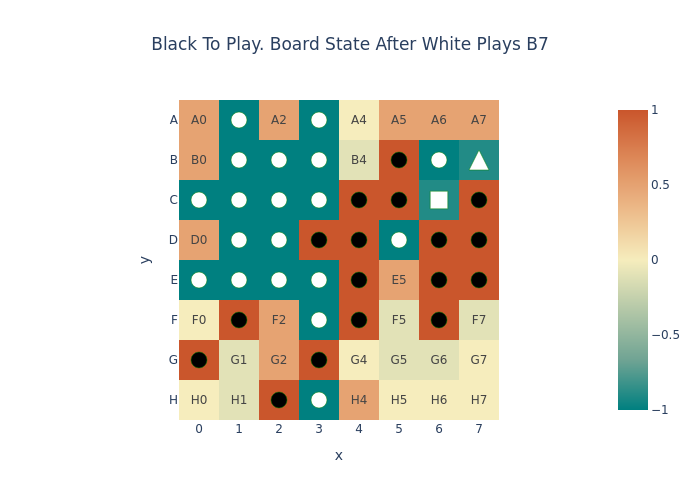 Black To Play. Board State After White Plays B7
A A0 A2 A4 A5 A6 A7
B B0 B4
C
D D0
E E5
F F0 F2 F5 F7
G G1 G2 G4 G5 G6 G7
H H0 H1 H4 H5 H6 H7
0 1 2 3 4 5 6 7
x
y
1
0.5
0
−0.5
−1